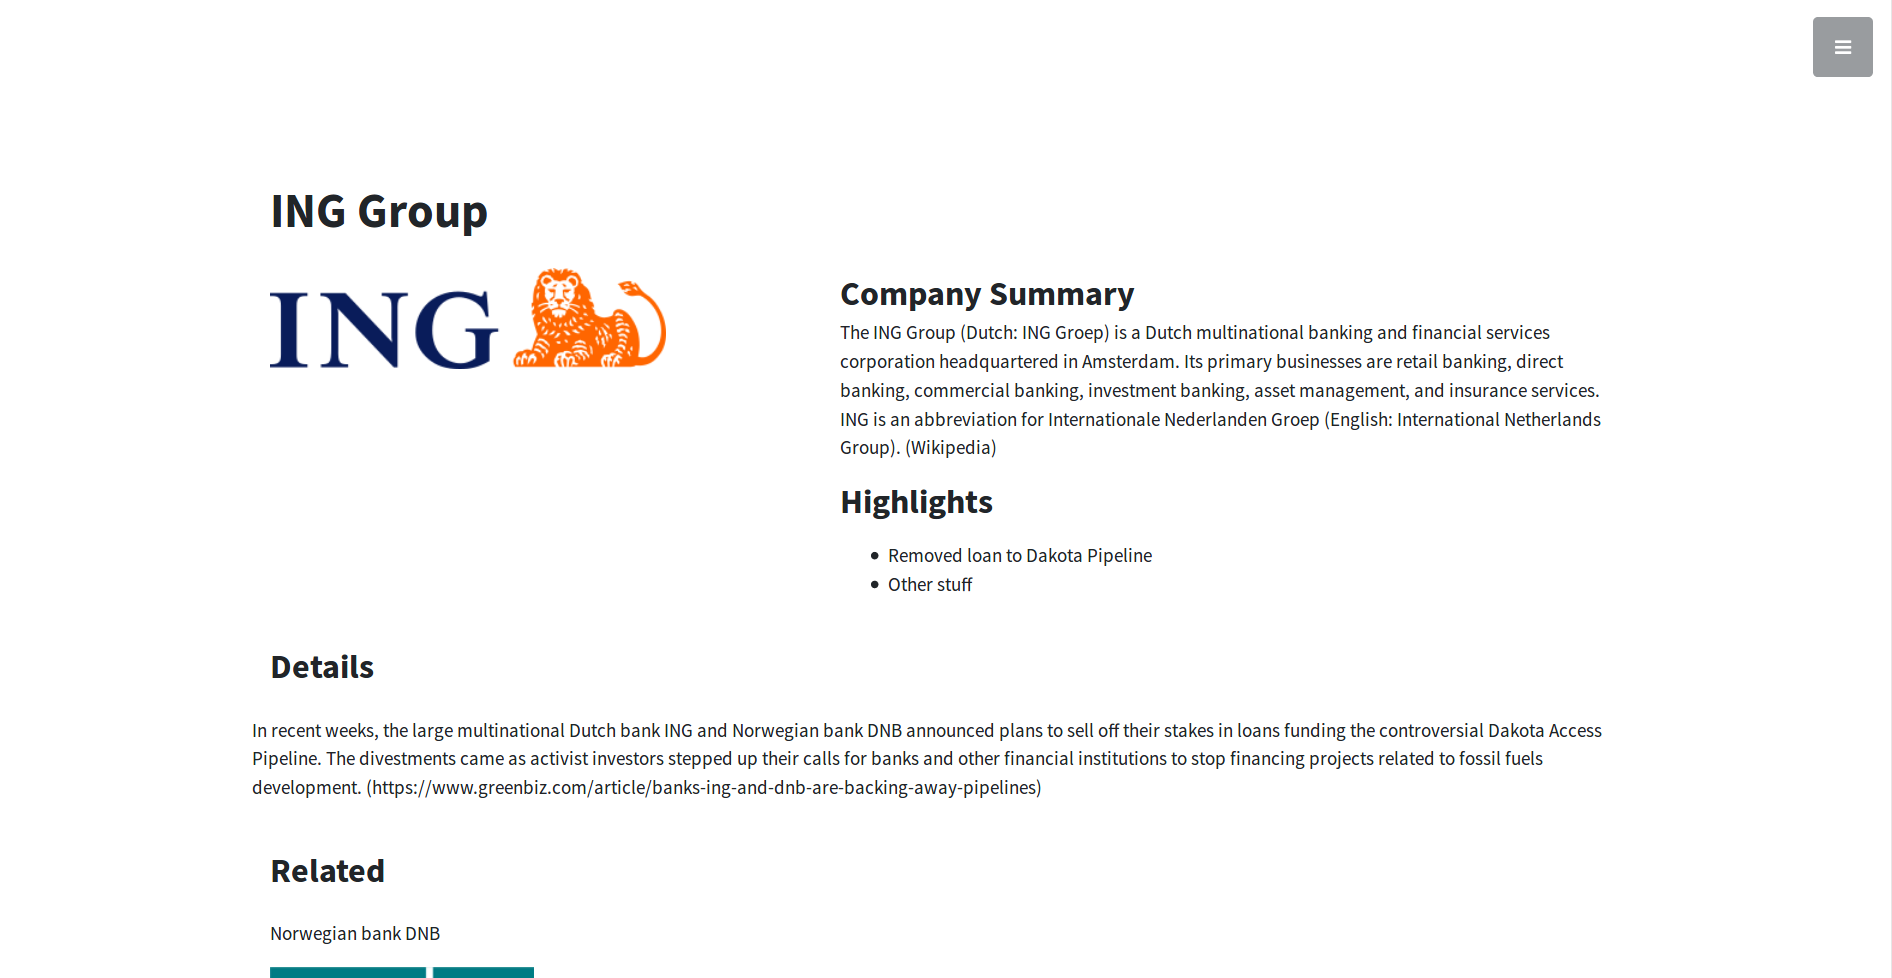 ING Group
ING
Company Summary
The ING Group (Dutch: ING Groep) is a Dutch multinational banking and financial services
corporation headquartered in Amsterdam. Its primary businesses are retail banking, direct
banking, commercial banking, investment banking, asset management, and insurance services.
ING is an abbreviation for Internationale Nederlanden Groep (English: International Netherlands
Group). (Wikipedia)
Highlights
• Removed loan to Dakota Pipeline
• Other stuff
Details
In recent weeks, the large multinational Dutch bank ING and Norwegian bank DNB announced plans to sell off their stakes in loans funding the controversial Dakota Access
Pipeline. The divestments came as activist investors stepped up their calls for banks and other financial institutions to stop financing projects related to fossil fuels
development. (https://www.greenbiz.com/article/banks-ing-and-dnb-are-backing-away-pipelines)
Related
Norwegian bank DNB